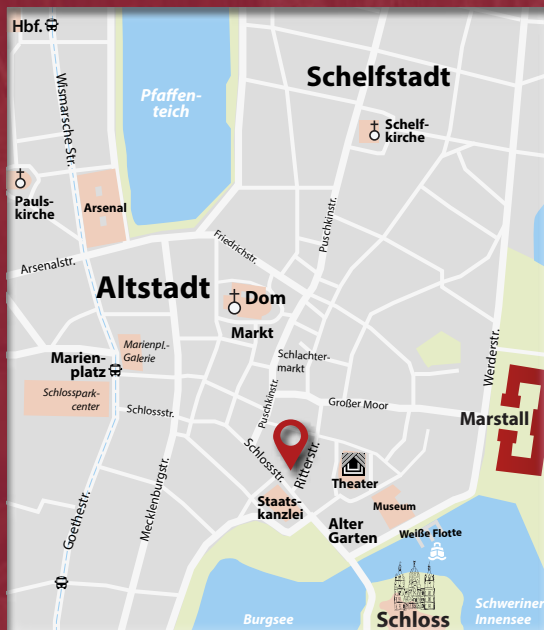 Hbf.
Wismarsche Str.
Pfaffen-
teich
Schelfstadt
Schelf-
kirche
Pauls-
kirche
Arsenal
Puschkinstr.
Friedrichstr.
Arsenalstr.
Altstadt
Dom
Markt
Marienpl.-
Galerie
Marien-
platz
Schlachter-
markt
Werderstr.
Schlosspark-
center
Schlossstr.
Puschkinstr.
Großer Moor
Marstall
Schlossstr.
Ritterstr.
Mecklenburgstr.
Goethestr.
Theater
Staats-
kanzlei
Museum
Alter
Garten
Weiße Flotte
Burgsee
Schloss
Schweriner
Innensee